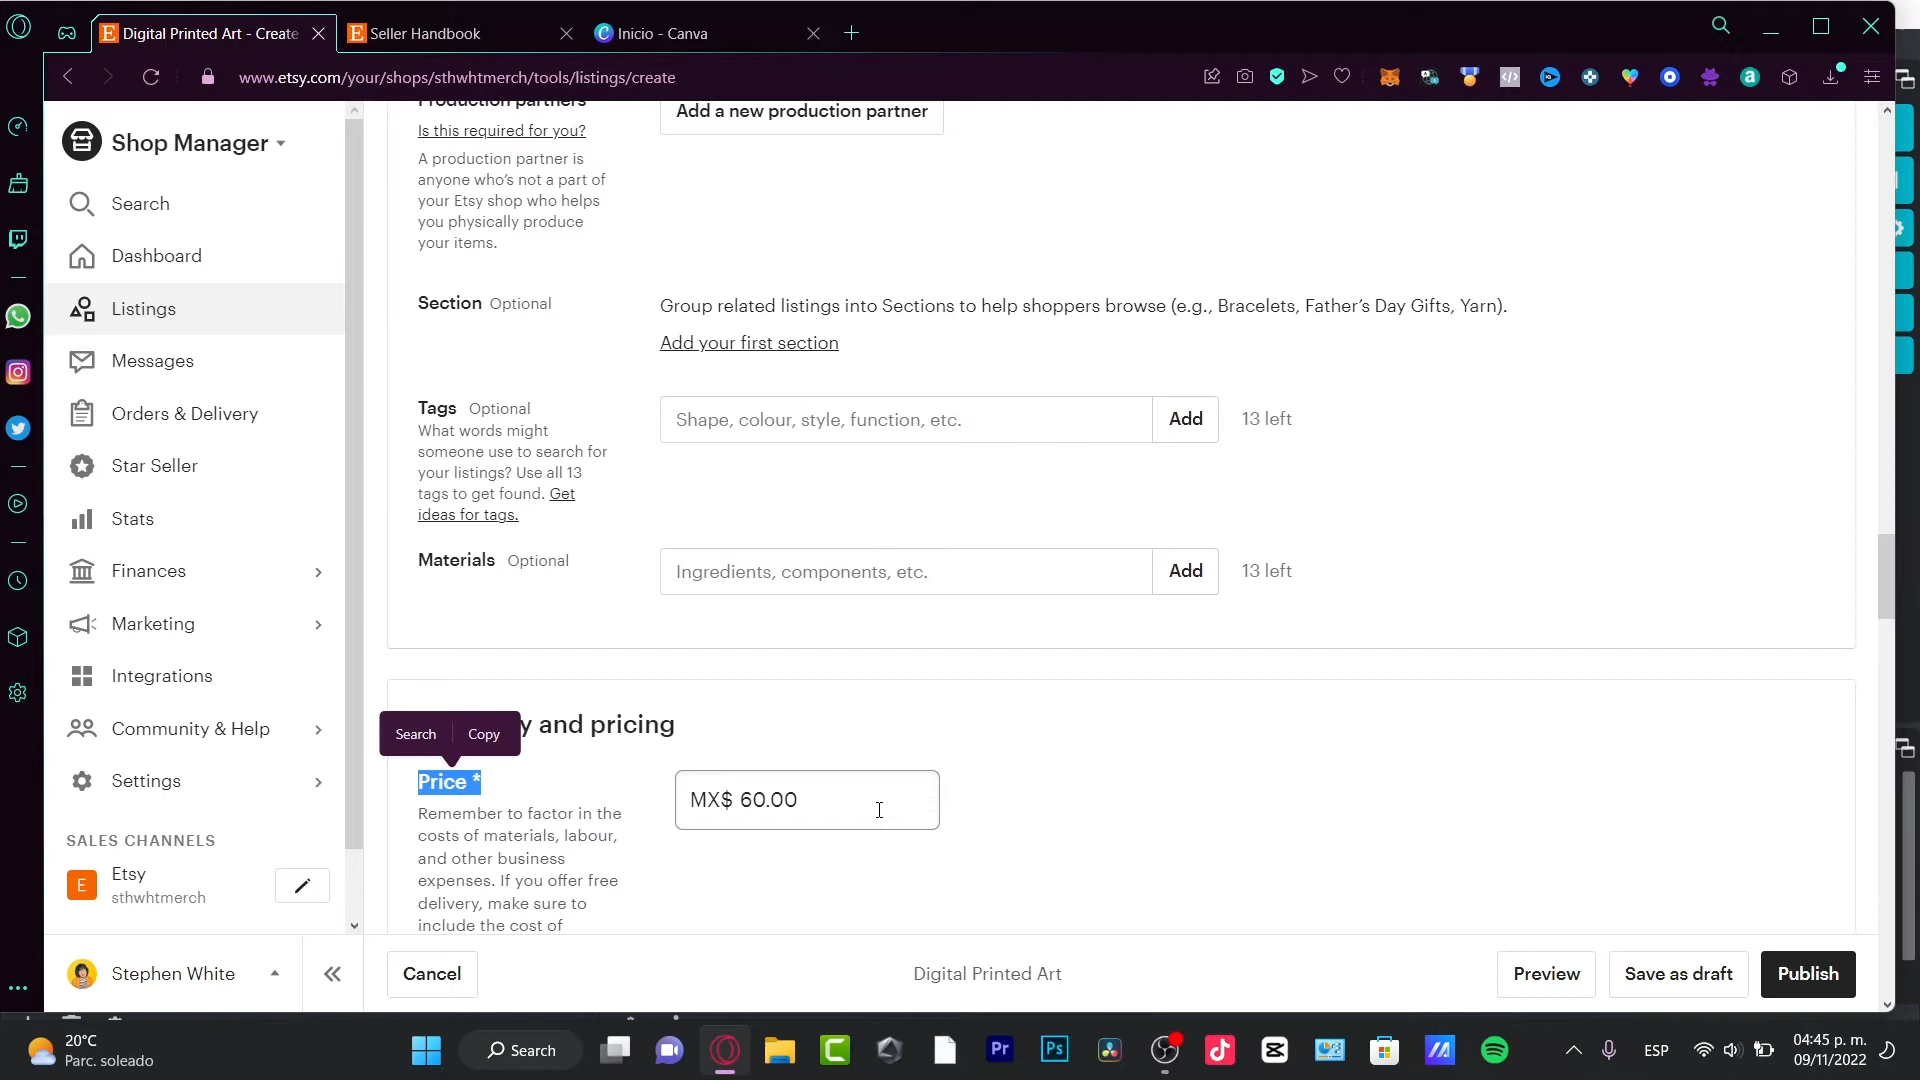 Digital Printed Art - Create
Seller Handbook
Inicio - Canva
www.etsy.com/your/shops/sthwhtmerch/tools/listings/create
Shop Manager
Search
Dashboard
Listings
Messages
Orders & Delivery
Star Seller
Stats
Finances
Marketing
Integrations
Community & Help
Settings
SALES CHANNELS
E
Etsy
sthwhtmerch
Stephen White
Production partners
Is this required for you?
A production partner is
anyone who's not a part of
your Etsy shop who helps
you physically produce
your items.
Add a new production partner
Section Optional
Group related listings into Sections to help shoppers browse (e.g., Bracelets, Father's Day Gifts, Yarn).
Add your first section
Tags Optional
What words might
someone use to search for
your listings? Use all 13
tags to get found. Get
ideas for tags.
Shape, colour, style, function, etc.
Add
13 left
Materials Optional
Ingredients, components, etc.
Add
13 left
y and pricing
Search
Copy
Price *
Remember to factor in the
costs of materials, labour,
and other business
expenses. If you offer free
delivery, make sure to
include the cost of
MX$ 60.00
Cancel
Digital Printed Art
Preview
Save as draft
Publish
20°C
Parc. soleado
Search
Pr
Ps
ESP
04:45 p. m.
09/11/2022